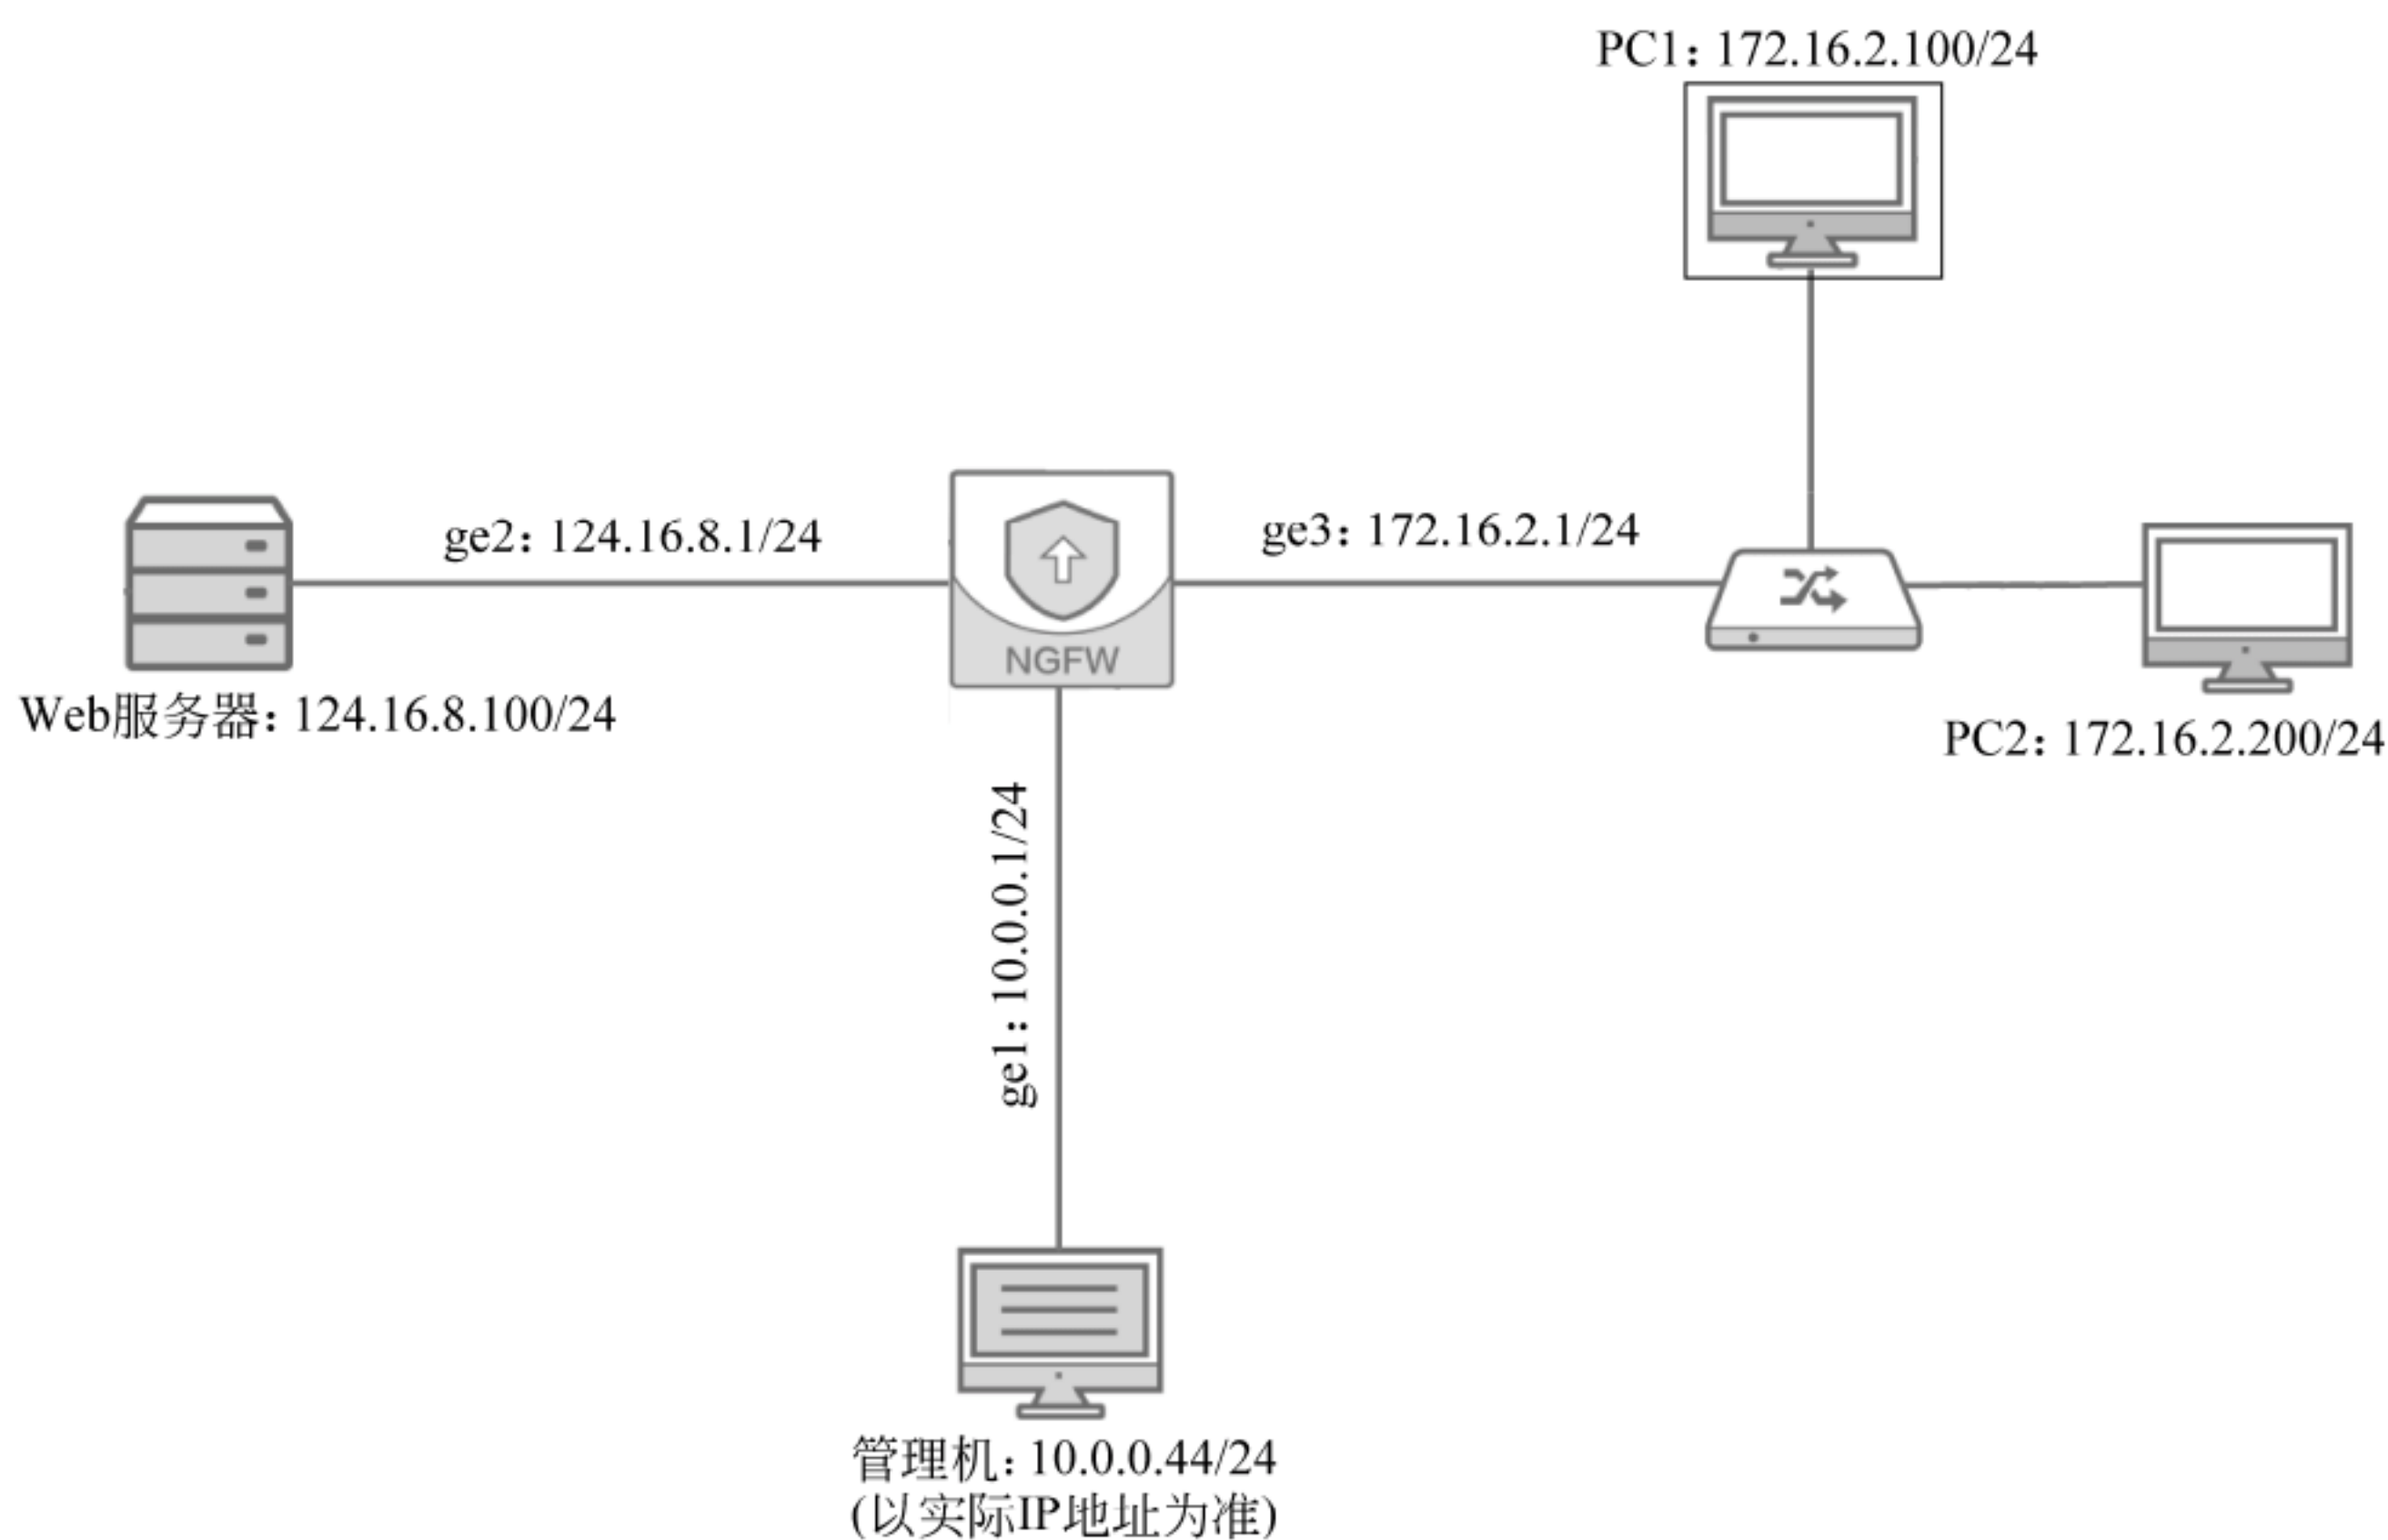 PC1：172.16.2.100/24
ge2：124.16.8.1/24
ge3：172.16.2.1/24
NGFW
Web服务器：124.16.8.100/24
PC2：172.16.2.200/24
ge1：10.0.0.1/24
管理机：10.0.0.44/24
(以实际IP地址为准)